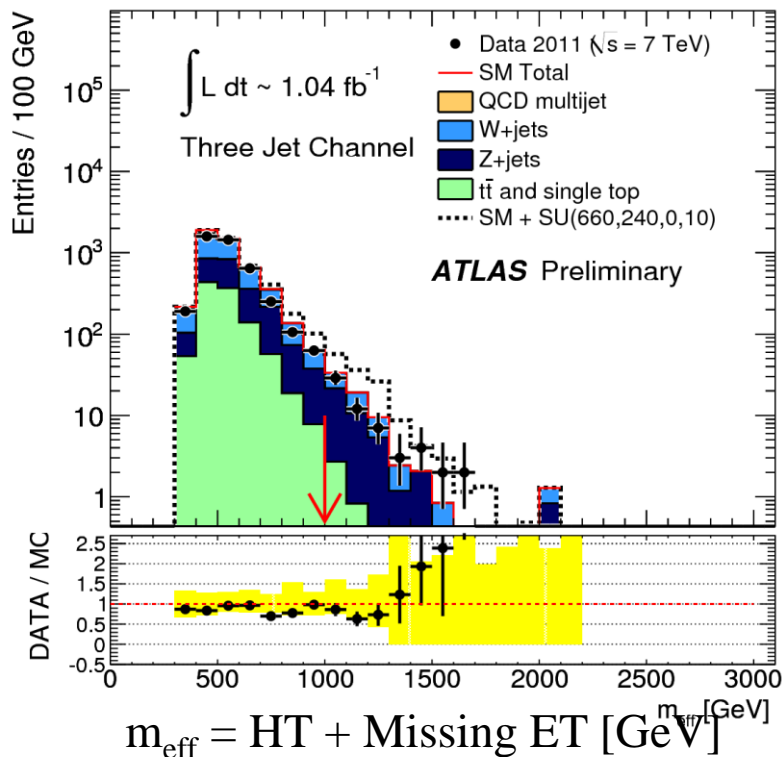 Entries / 100 GeV
10⁵
10⁴
10³
10²
10
1
∫ L dt ~ 1.04 fb⁻¹
Three Jet Channel
Data 2011 (√s = 7 TeV)
SM Total
QCD multijet
W+jets
Z+jets
tt̄ and single top
SM + SU(660,240,0,10)
ATLAS Preliminary
DATA / MC
2.5
2
1.5
1
0.5
0
-0.5
0 500 1000 1500 2000 2500 3000
m_eff [GeV]
m_eff = HT + Missing ET [GeV]